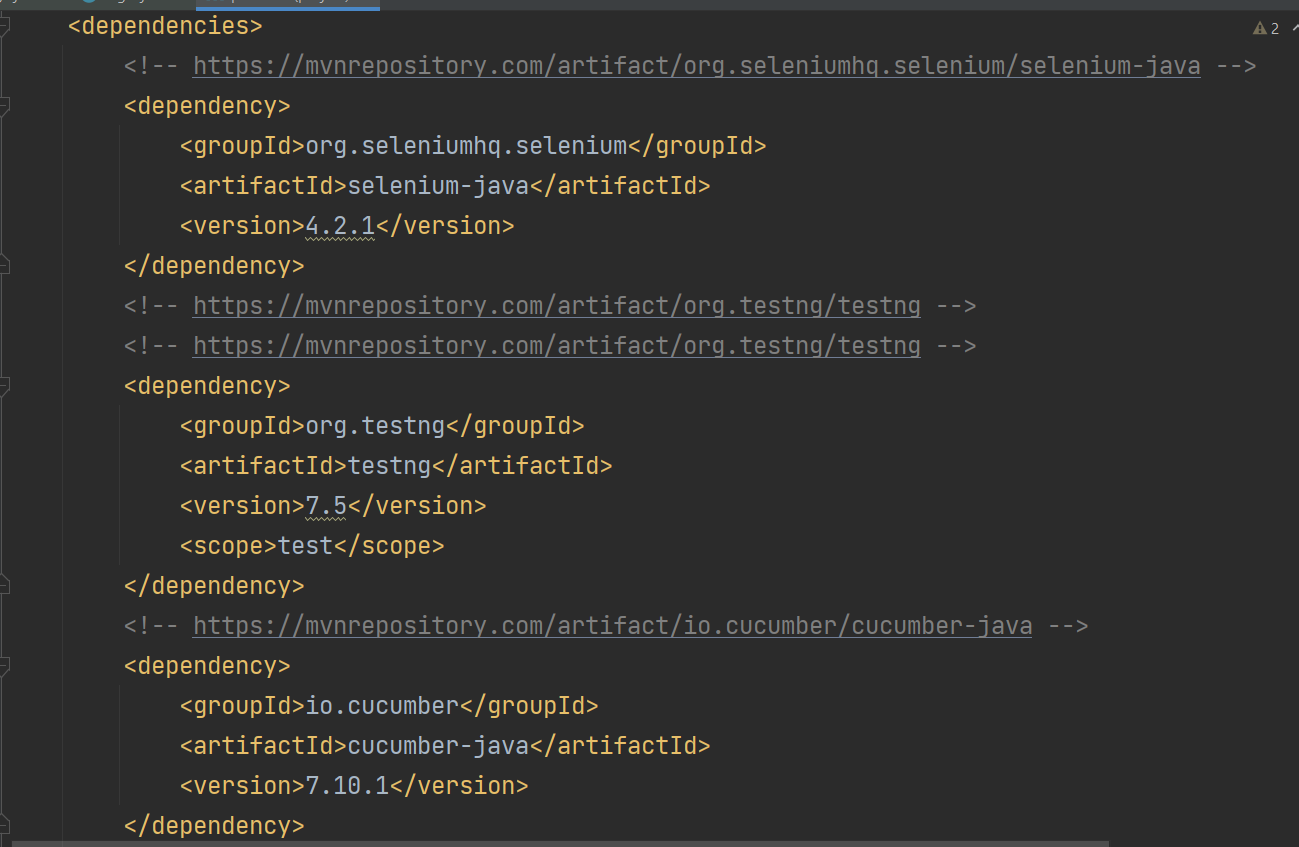 <dependencies>
2
<!-- https://mvnrepository.com/artifact/org.seleniumhq.selenium/selenium-java -->
<dependency>
<groupId>org.seleniumhq.selenium</groupId>
<artifactId>selenium-java</artifactId>
<version>4.2.1</version>
</dependency>
<!-- https://mvnrepository.com/artifact/org.testng/testng -->
<!-- https://mvnrepository.com/artifact/org.testng/testng -->
<dependency>
<groupId>org.testng</groupId>
<artifactId>testng</artifactId>
<version>7.5</version>
<scope>test</scope>
</dependency>
<!-- https://mvnrepository.com/artifact/io.cucumber/cucumber-java -->
<dependency>
<groupId>io.cucumber</groupId>
<artifactId>cucumber-java</artifactId>
<version>7.10.1</version>
</dependency>